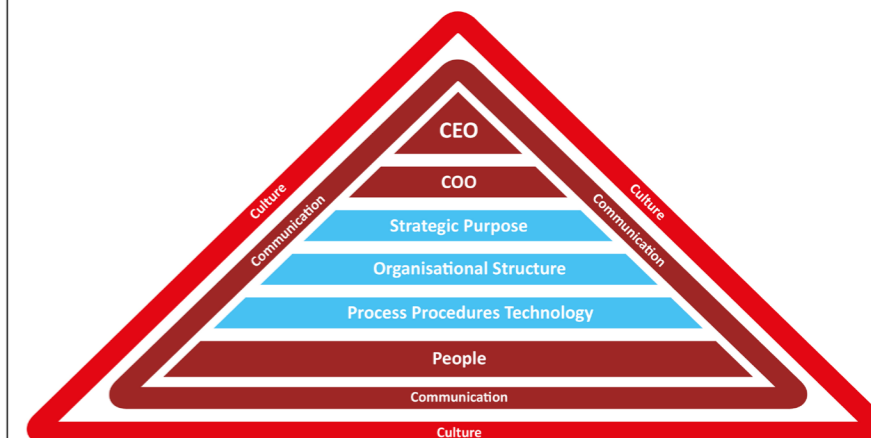 CEO
COO
Strategic Purpose
Organisational Structure
Process Procedures Technology
People
Communication
Communication
Communication
Culture
Culture
Culture